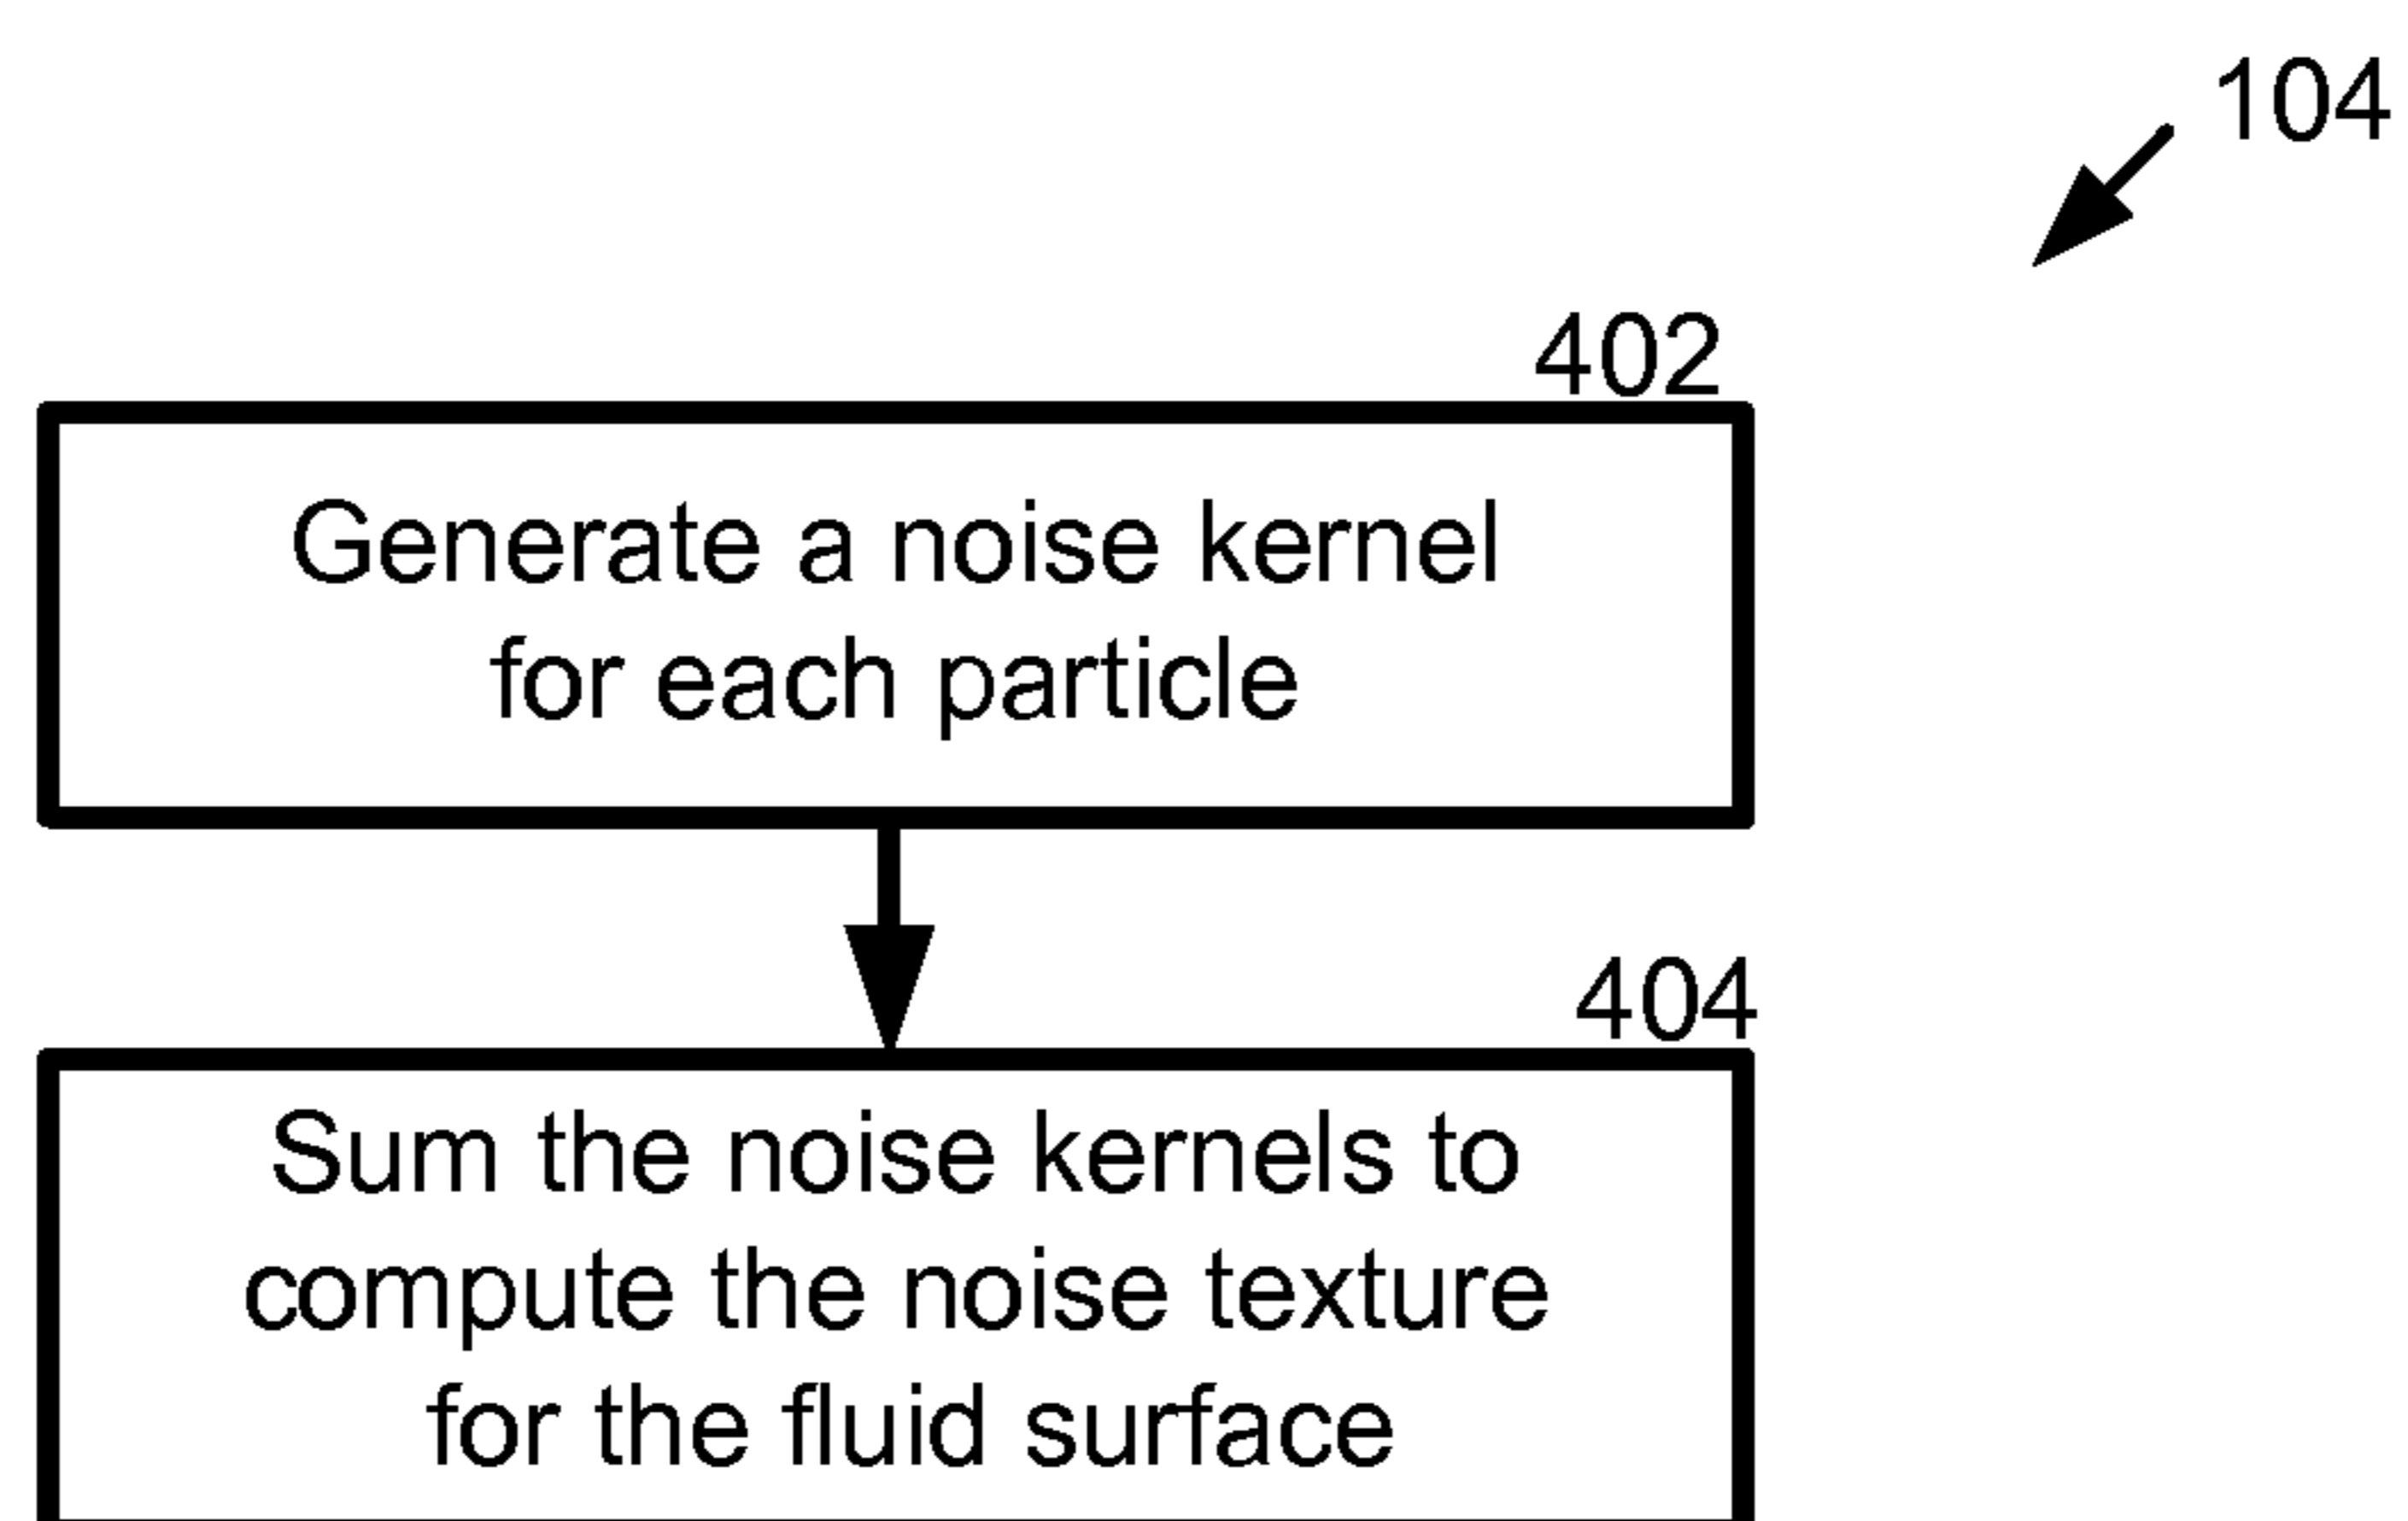 104
402
Generate a noise kernel
for each particle
404
Sum the noise kernels to
compute the noise texture
for the fluid surface